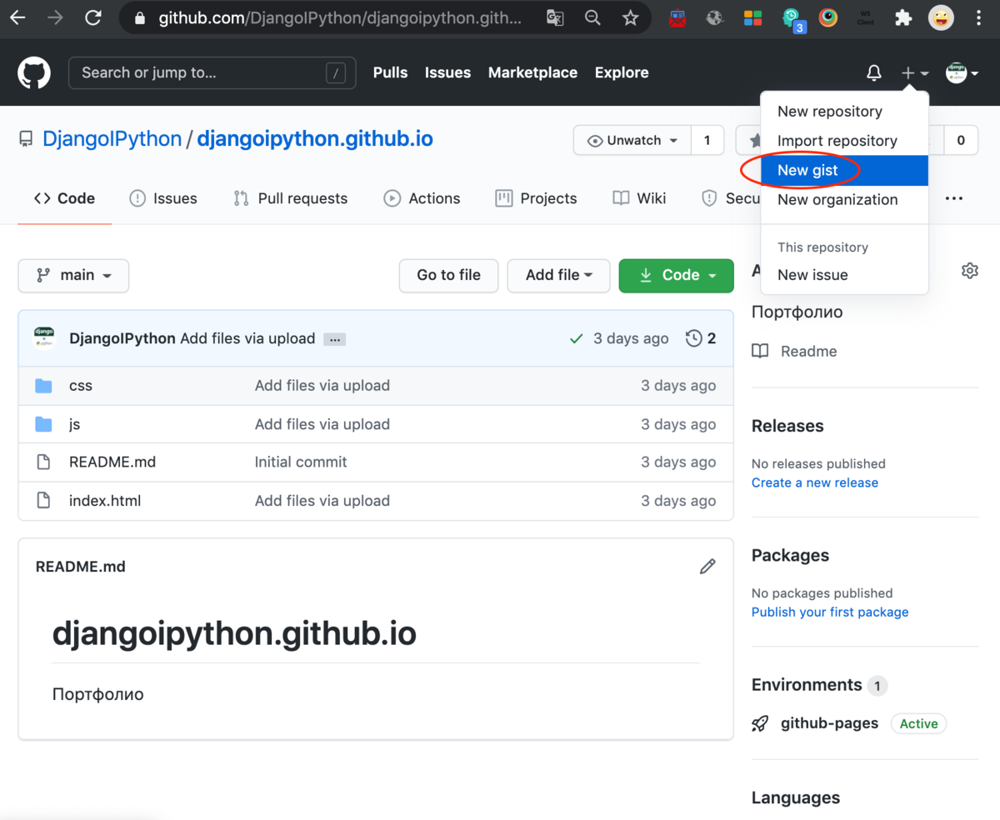 github.com/DjangoIPython/djangoipython.gith...
3
WS
Client
Search or jump to...
/
Pulls
Issues
Marketplace
Explore
New repository
Import repository
New gist
New organization
This repository
New issue
DjangoIPython / djangoipython.github.io
Unwatch
1
0
Code
Issues
Pull requests
Actions
Projects
Wiki
Secu
...
main
Go to file
Add file
Code
A
Портфолио
Readme
DjangoIPython Add files via upload ...
3 days ago
2
css Add files via upload 3 days ago
js Add files via upload 3 days ago
README.md Initial commit 3 days ago
index.html Add files via upload 3 days ago
Releases
No releases published
Create a new release
README.md
djangoipython.github.io
Портфолио
Packages
No packages published
Publish your first package
Environments 1
github-pages Active
Languages